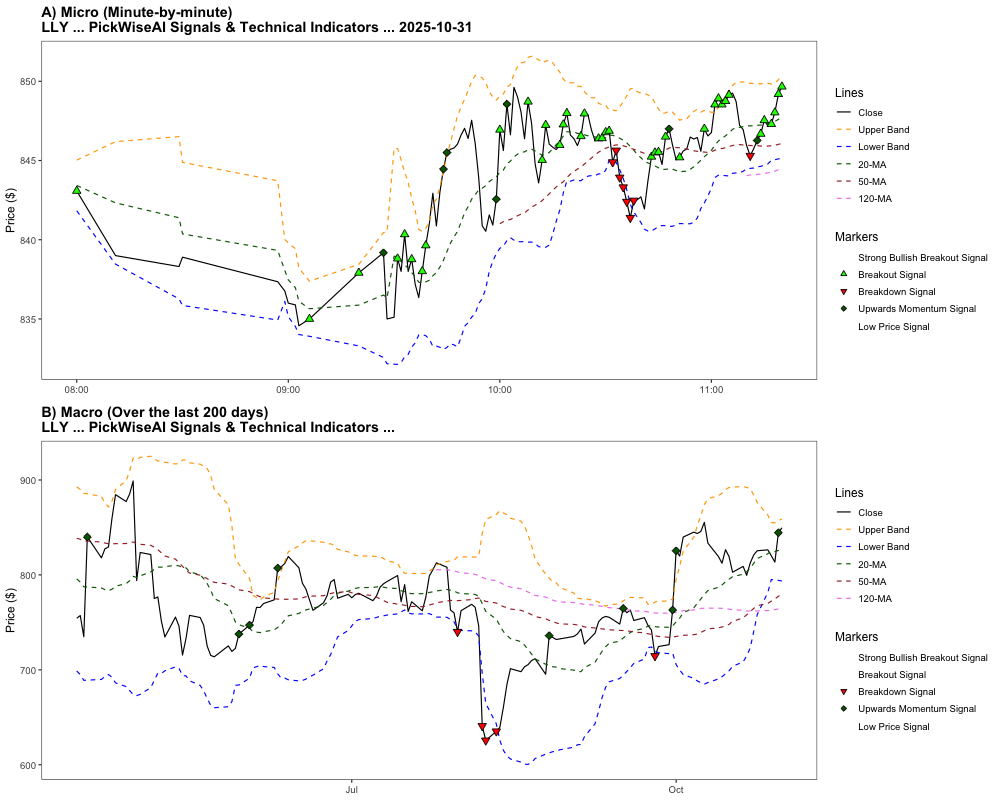 A) Micro (Minute-by-minute)
LLY ... PickWiseAI Signals & Technical Indicators ... 2025-10-31
Price ($)
850
845
840
835
08:00
09:00
10:00
11:00
Lines
Close
Upper Band
Lower Band
20-MA
50-MA
120-MA
Markers
Strong Bullish Breakout Signal
Breakout Signal
Breakdown Signal
Upwards Momentum Signal
Low Price Signal
B) Macro (Over the last 200 days)
LLY ... PickWiseAI Signals & Technical Indicators ...
Price ($)
900
800
700
600
Jul
Oct
Lines
Close
Upper Band
Lower Band
20-MA
50-MA
120-MA
Markers
Strong Bullish Breakout Signal
Breakout Signal
Breakdown Signal
Upwards Momentum Signal
Low Price Signal